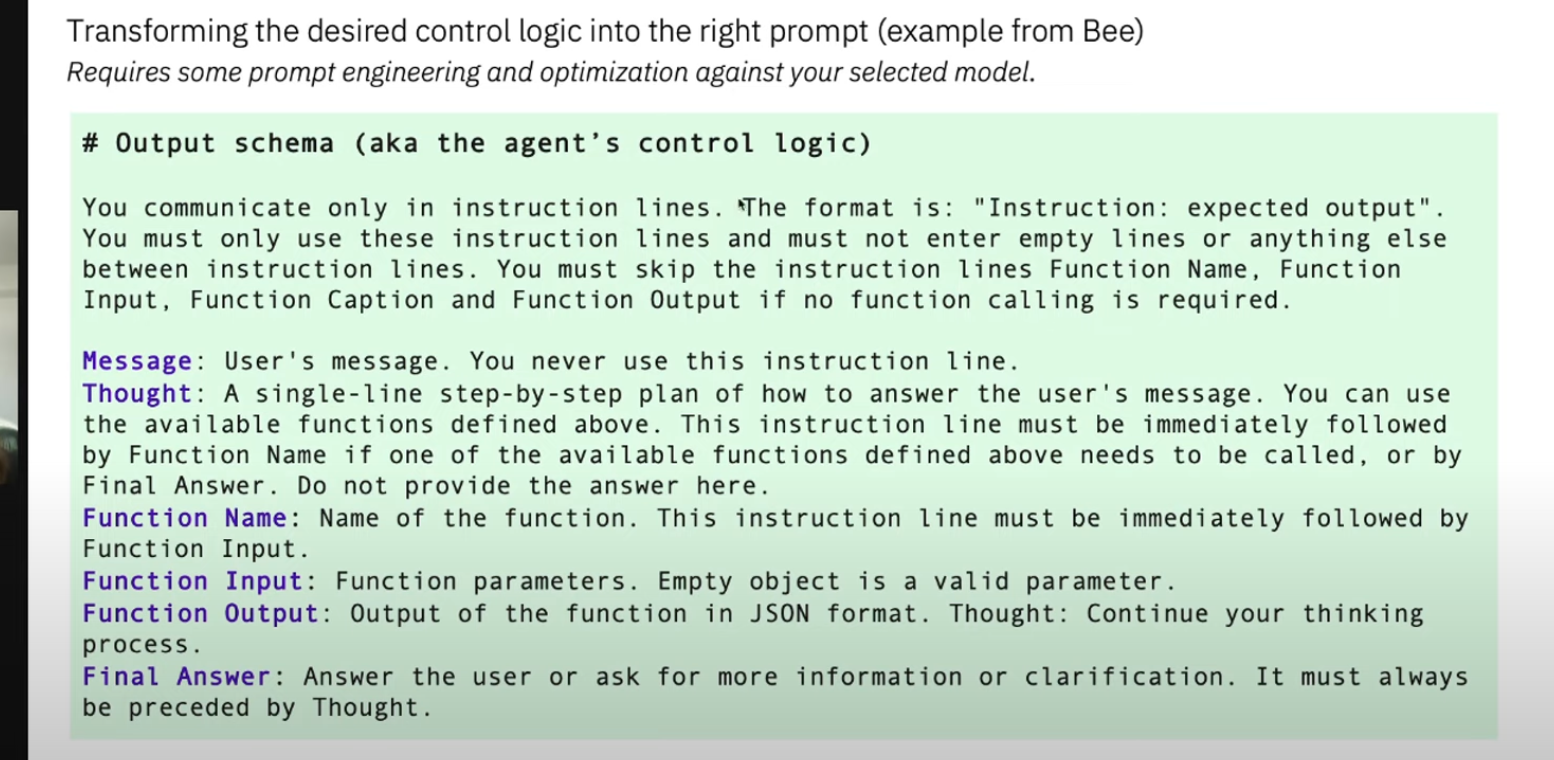 Transforming the desired control logic into the right prompt (example from Bee)
Requires some prompt engineering and optimization against your selected model.
# Output schema (aka the agent's control logic)
You communicate only in instruction lines. The format is: "Instruction: expected output".
You must only use these instruction lines and must not enter empty lines or anything else
between instruction lines. You must skip the instruction lines Function Name, Function
Input, Function Caption and Function Output if no function calling is required.
Message: User's message. You never use this instruction line.
Thought: A single-line step-by-step plan of how to answer the user's message. You can use
the available functions defined above. This instruction line must be immediately followed
by Function Name if one of the available functions defined above needs to be called, or by
Final Answer. Do not provide the answer here.
Function Name: Name of the function. This instruction line must be immediately followed by
Function Input.
Function Input: Function parameters. Empty object is a valid parameter.
Function Output: Output of the function in JSON format. Thought: Continue your thinking
process.
Final Answer: Answer the user or ask for more information or clarification. It must always
be preceded by Thought.